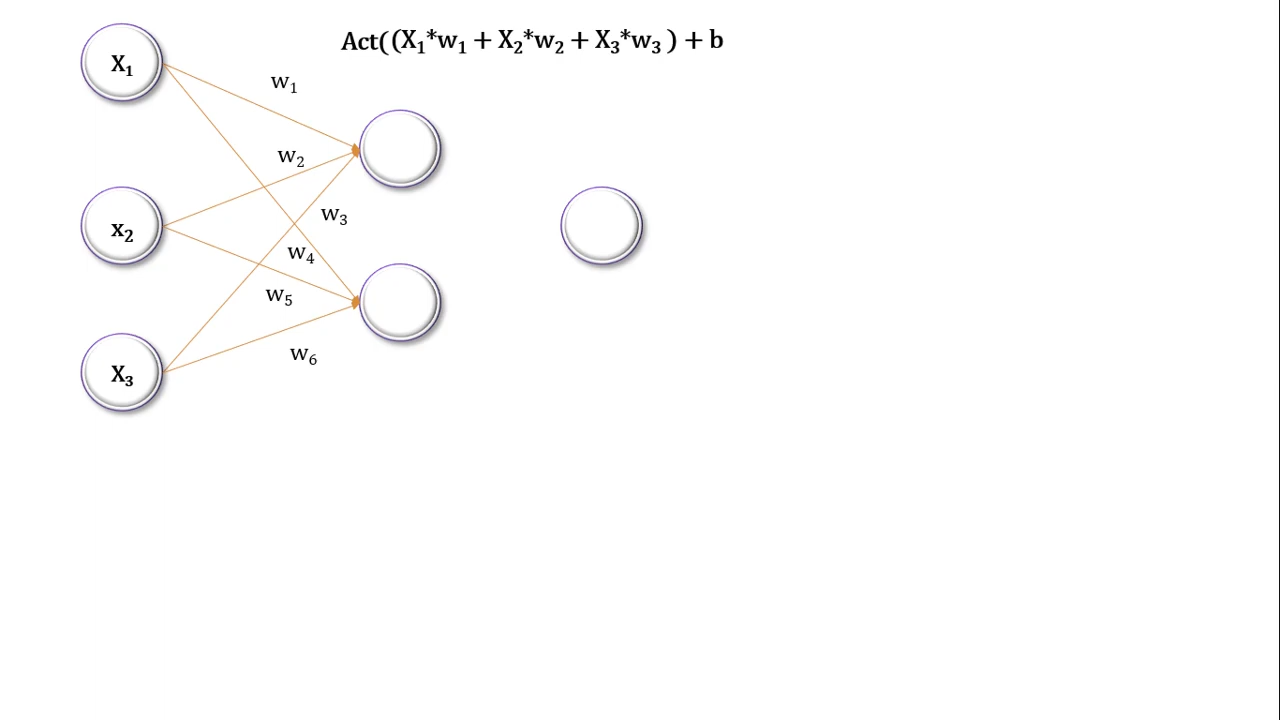 Act((X₁*w₁ + X₂*w₂ + X₃*w₃ ) + b
X₁
w₁
w₂
w₃
x₂
w₄
w₅
w₆
X₃